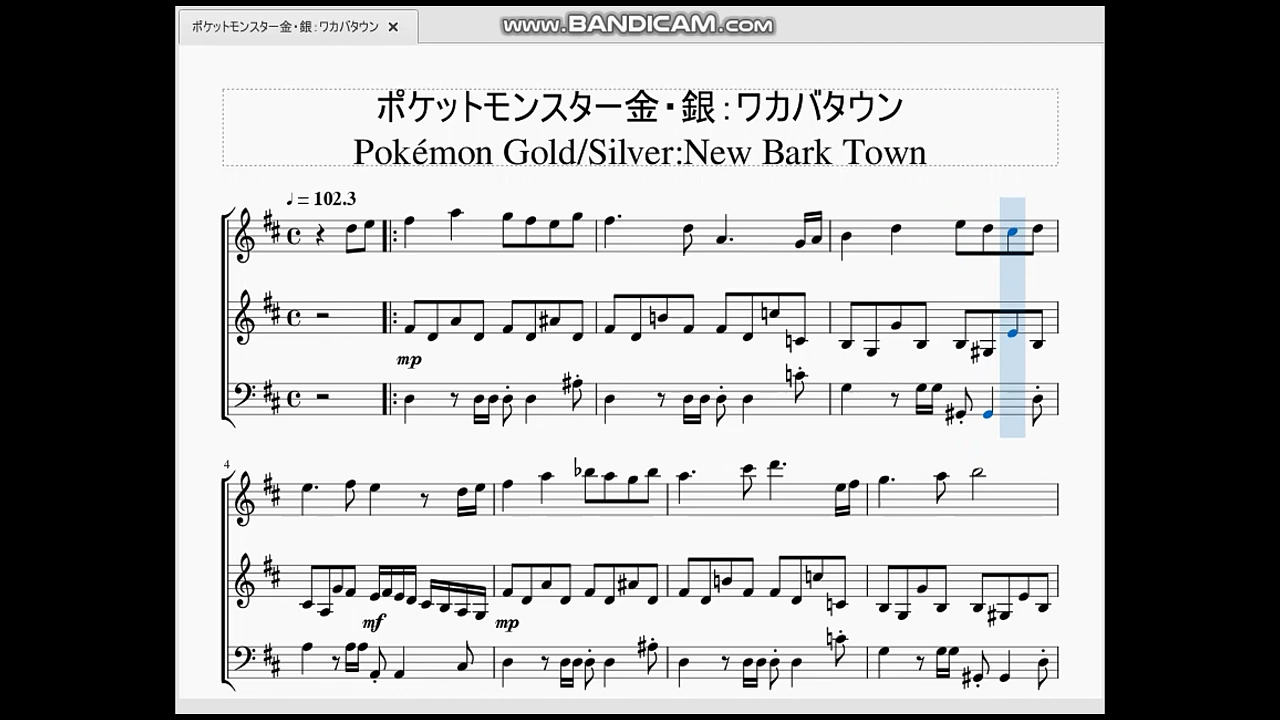 ポケットモンスター金・銀:ワカバタウン ×
www.BANDICAM.com
ポケットモンスター金・銀:ワカバタウン
Pokémon Gold/Silver:New Bark Town
♩= 102.3
mp
4
mf
mp